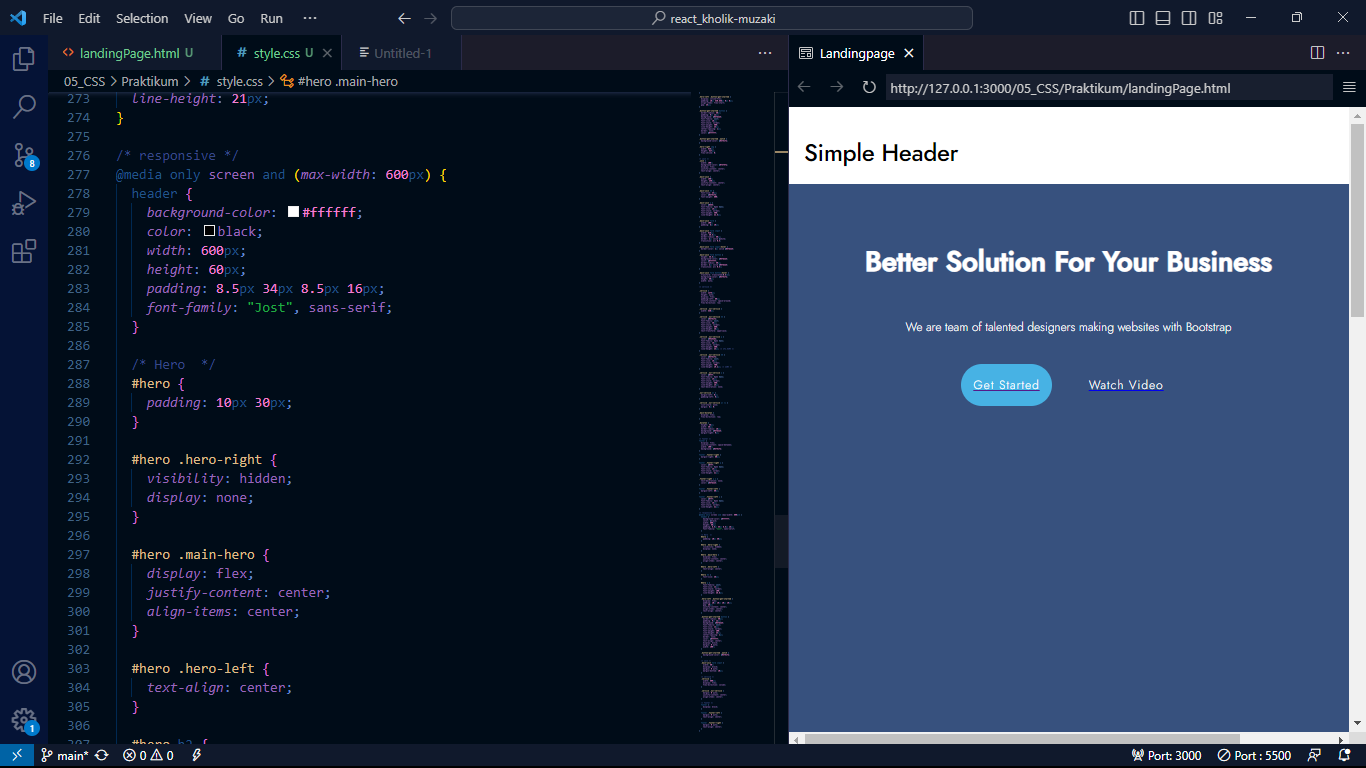 File Edit Selection View Go Run ··· react_kholik-muzaki
landingPage.html U style.css U Untitled-1 Landingpage
05_CSS > Praktikum > # style.css > #hero .main-hero
http://127.0.0.1:3000/05_CSS/Praktikum/landingPage.html
273 line-height: 21px;
274 }
275
276 /* responsive */
277 @media only screen and (max-width: 600px) {
278 header {
279 background-color: #ffffff;
280 color: black;
281 width: 600px;
282 height: 60px;
283 padding: 8.5px 34px 8.5px 16px;
284 font-family: "Jost", sans-serif;
285 }
286
287 /* Hero  */
288 #hero {
289 padding: 10px 30px;
290 }
291
292 #hero .hero-right {
293 visibility: hidden;
294 display: none;
295 }
296
297 #hero .main-hero {
298 display: flex;
299 justify-content: center;
300 align-items: center;
301 }
302
303 #hero .hero-left {
304 text-align: center;
305 }
306
307 #hero h2 {
Simple Header
Better Solution For Your Business
We are team of talented designers making websites with Bootstrap
Get Started Watch Video
8
1
main* 0 0 Port: 3000 Port : 5500